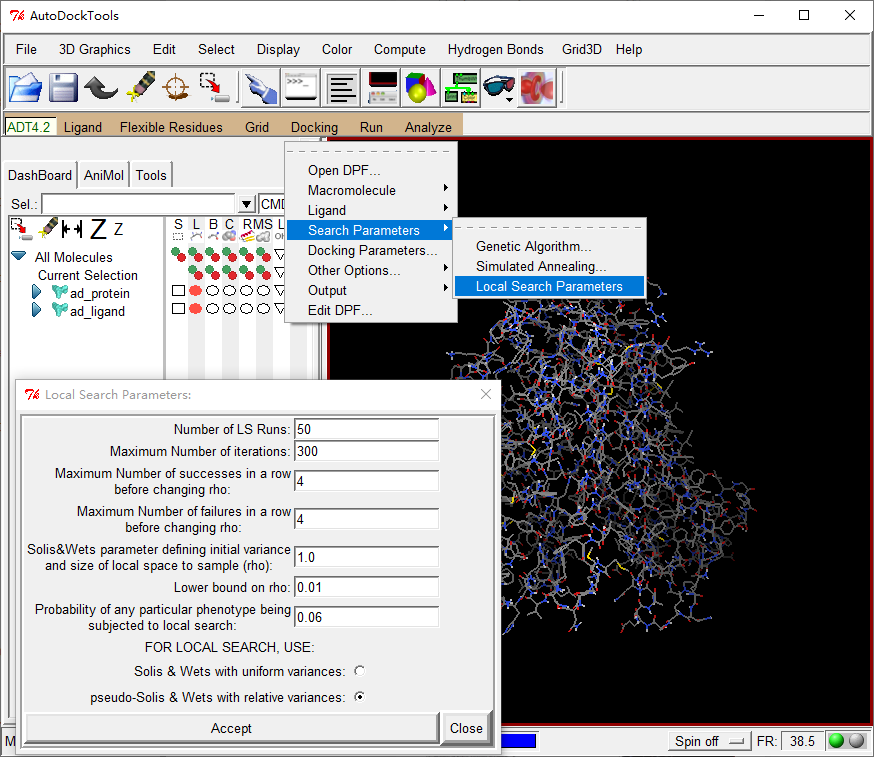 AutoDockTools
File 3D Graphics Edit Select Display Color Compute Hydrogen Bonds Grid3D Help
ADT4.2 Ligand Flexible Residues Grid Docking Run Analyze
DashBoard AniMol Tools
Sel.: CMD
S L B C R MS L
Z Z
All Molecules
Current Selection
ad_protein
ad_ligand
Open DPF...
Macromolecule
Ligand
Search Parameters
Docking Parameters...
Other Options...
Output
Edit DPF...
Genetic Algorithm...
Simulated Annealing...
Local Search Parameters
Local Search Parameters:
Number of LS Runs: 50
Maximum Number of iterations: 300
Maximum Number of successes in a row
before changing rho: 4
Maximum Number of failures in a row
before changing rho: 4
Solis&Wets parameter defining initial variance
and size of local space to sample (rho): 1.0
Lower bound on rho: 0.01
Probability of any particular phenotype being
subjected to local search: 0.06
FOR LOCAL SEARCH, USE:
Solis & Wets with uniform variances:
pseudo-Solis & Wets with relative variances:
Accept Close
M Spin off FR: 38.5